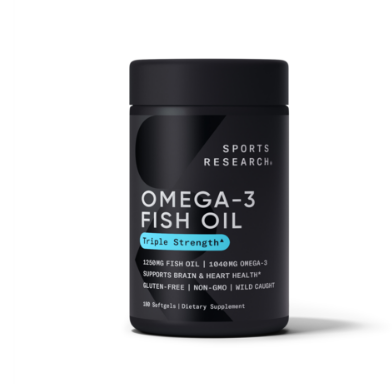 SPORTS
RESEARCH®
OMEGA-3
FISH OIL
Triple Strength*
1250MG FISH OIL | 1040MG OMEGA-3
SUPPORTS BRAIN & HEART HEALTH*
GLUTEN-FREE | NON-GMO | WILD CAUGHT
180 Softgels | Dietary Supplement